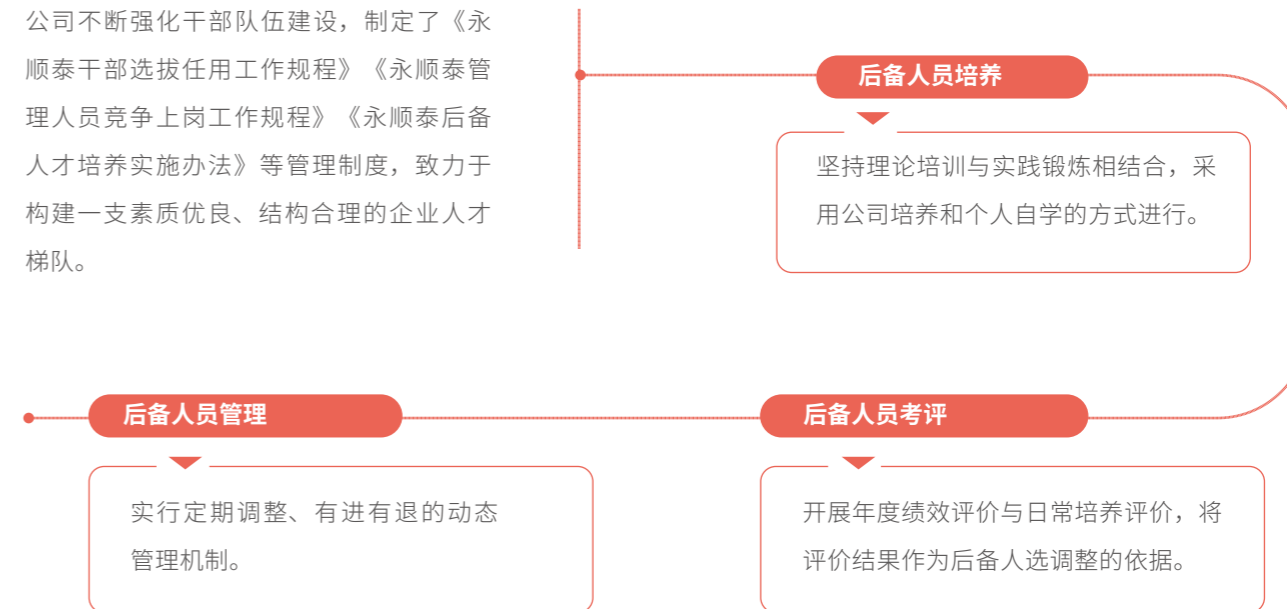 公司不断强化干部队伍建设，制定了《永
顺泰干部选拔任用工作规程》《永顺泰管
理人员竞争上岗工作规程》《永顺泰后备
人才培养实施办法》等管理制度，致力于
构建一支素质优良、结构合理的企业人才
梯队。
后备人员培养
坚持理论培训与实践锻炼相结合，采
用公司培养和个人自学的方式进行。
后备人员考评
开展年度绩效评价与日常培养评价，将
评价结果作为后备人选调整的依据。
后备人员管理
实行定期调整、有进有退的动态
管理机制。